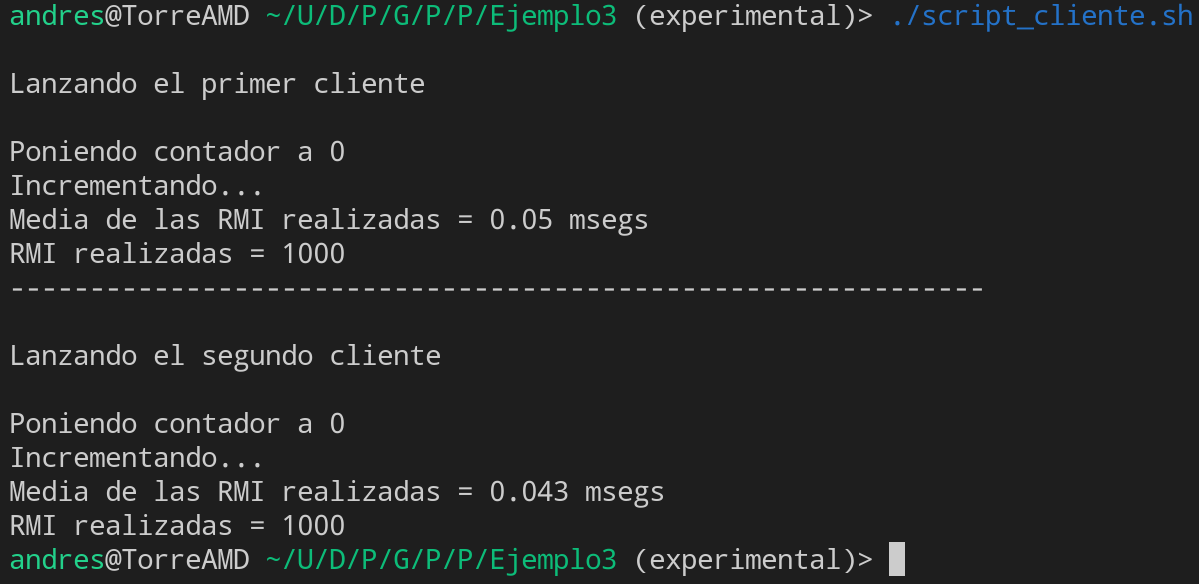 andres@TorreAMD ~/U/D/P/G/P/P/Ejemplo3 (experimental)> ./script_cliente.sh
Lanzando el primer cliente
Poniendo contador a 0
Incrementando...
Media de las RMI realizadas = 0.05 msegs
RMI realizadas = 1000
-------------------------------------------------------------
Lanzando el segundo cliente
Poniendo contador a 0
Incrementando...
Media de las RMI realizadas = 0.043 msegs
RMI realizadas = 1000
andres@TorreAMD ~/U/D/P/G/P/P/Ejemplo3 (experimental)>